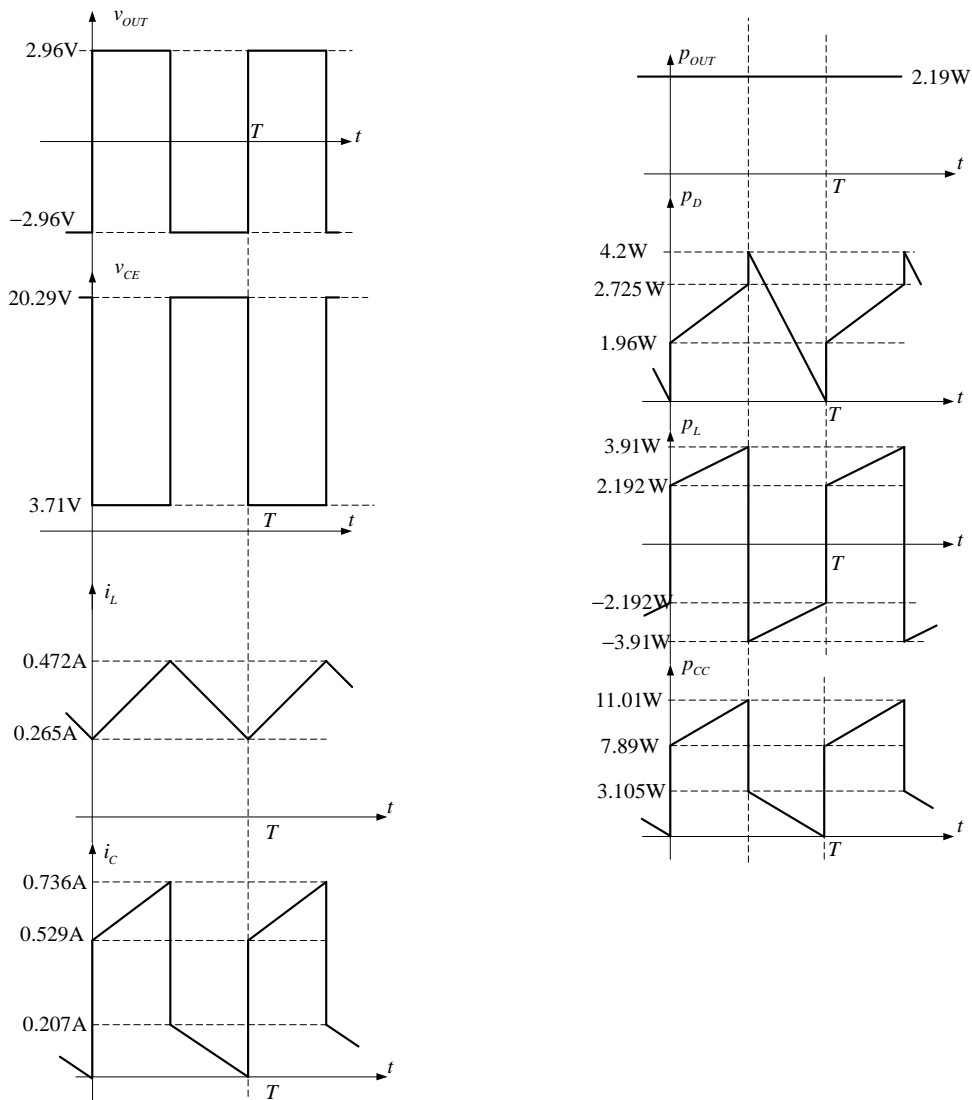 v_OUT
2.96V
T
t
−2.96V
v_CE
20.29V
3.71V
T
t
i_L
0.472A
0.265A
t
T
i_C
0.736A
0.529A
0.207A
t
T
p_OUT
2.19W
t
T
p_D
4.2W
2.725W
1.96W
t
T
p_L
3.91W
2.192W
t
T
−2.192W
−3.91W
p_CC
11.01W
7.89W
3.105W
t
T